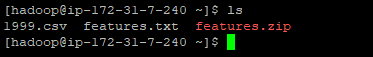 [hadoop@ip-172-31-7-240 ~]$ ls
1999.csv  features.txt  features.zip
[hadoop@ip-172-31-7-240 ~]$